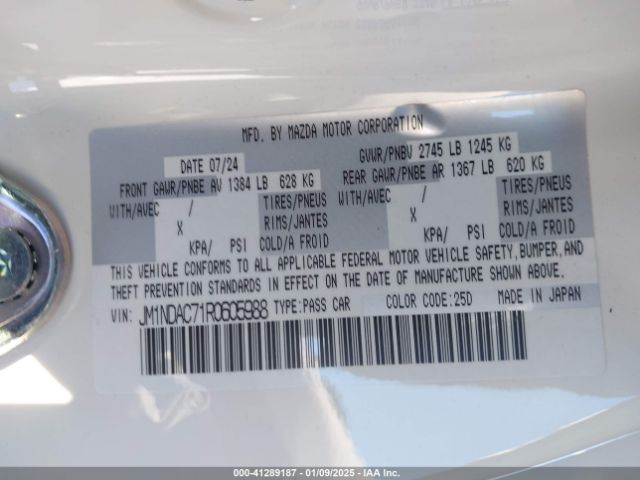 MFD. BY MAZDA MOTOR CORPORATION
DATE 07/24 GVWR/PNBV 2745 LB 1245 KG
FRONT GAWR/PNBE AV 1384 LB 628 KG REAR GAWR/PNBE AR 1367 LB 620 KG
WITH/AVEC / TIRES/PNEUS WITH/AVEC / TIRES/PNEUS
X RIMS/JANTES X RIMS/JANTES
KPA/ PSI COLD/A FROID KPA/ PSI COLD/A FROID
THIS VEHICLE CONFORMS TO ALL APPLICABLE FEDERAL MOTOR VEHICLE SAFETY, BUMPER, AND
THEFT PREVENTION STANDARDS IN EFFECT ON THE DATE OF MANUFACTURE SHOWN ABOVE.
VIN: JM1NDAC71R0605988 TYPE: PASS CAR COLOR CODE: 25D MADE IN JAPAN
000-41289187 - 01/09/2025 - IAA Inc.